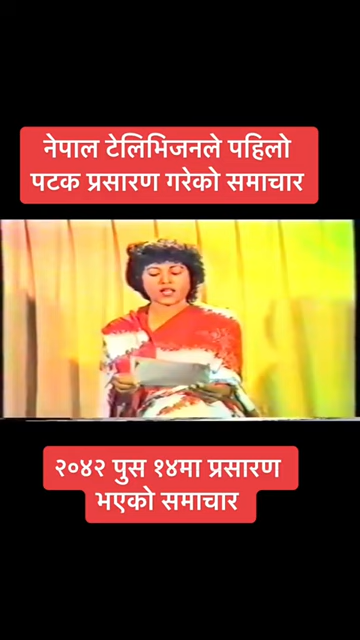 नेपाल टेलिभिजनले पहिलो
पटक प्रसारण गरेको समाचार
२०४२ पुस १४मा प्रसारण
भएको समाचार